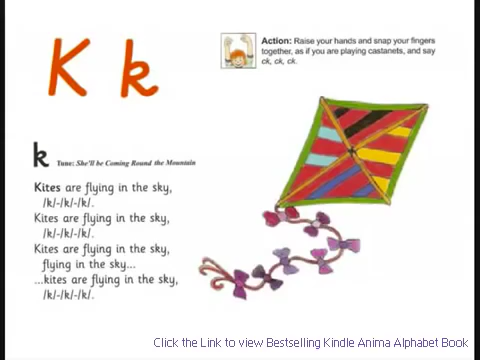 K k
Action: Raise your hands and snap your fingers
together, as if you are playing castanets, and say
ck, ck, ck.
k Tune: She'll be Coming Round the Mountain
Kites are flying in the sky,
/k/-/k/-/k/.
Kites are flying in the sky,
/k/-/k/-/k/.
Kites are flying in the sky,
flying in the sky...
...kites are flying in the sky,
/k/-/k/-/k/.
Click the Link to view Bestselling Kindle Anima Alphabet Book